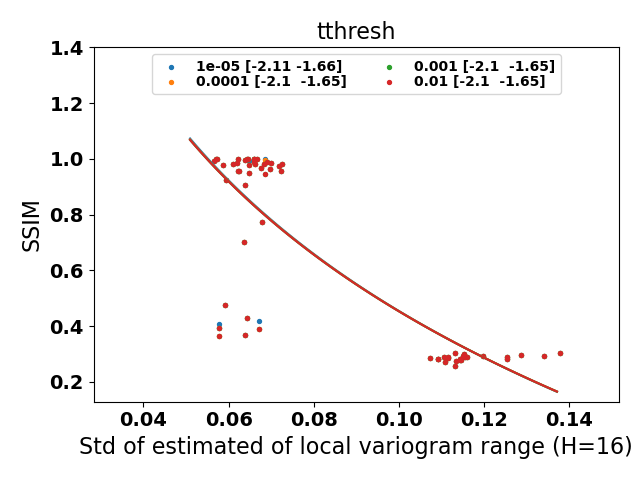 tthresh
1e-05 [-2.11 -1.66]
0.0001 [-2.1  -1.65]
0.001 [-2.1  -1.65]
0.01 [-2.1  -1.65]
1.4
1.2
1.0
0.8
0.6
0.4
0.2
SSIM
0.04 0.06 0.08 0.10 0.12 0.14
Std of estimated of local variogram range (H=16)